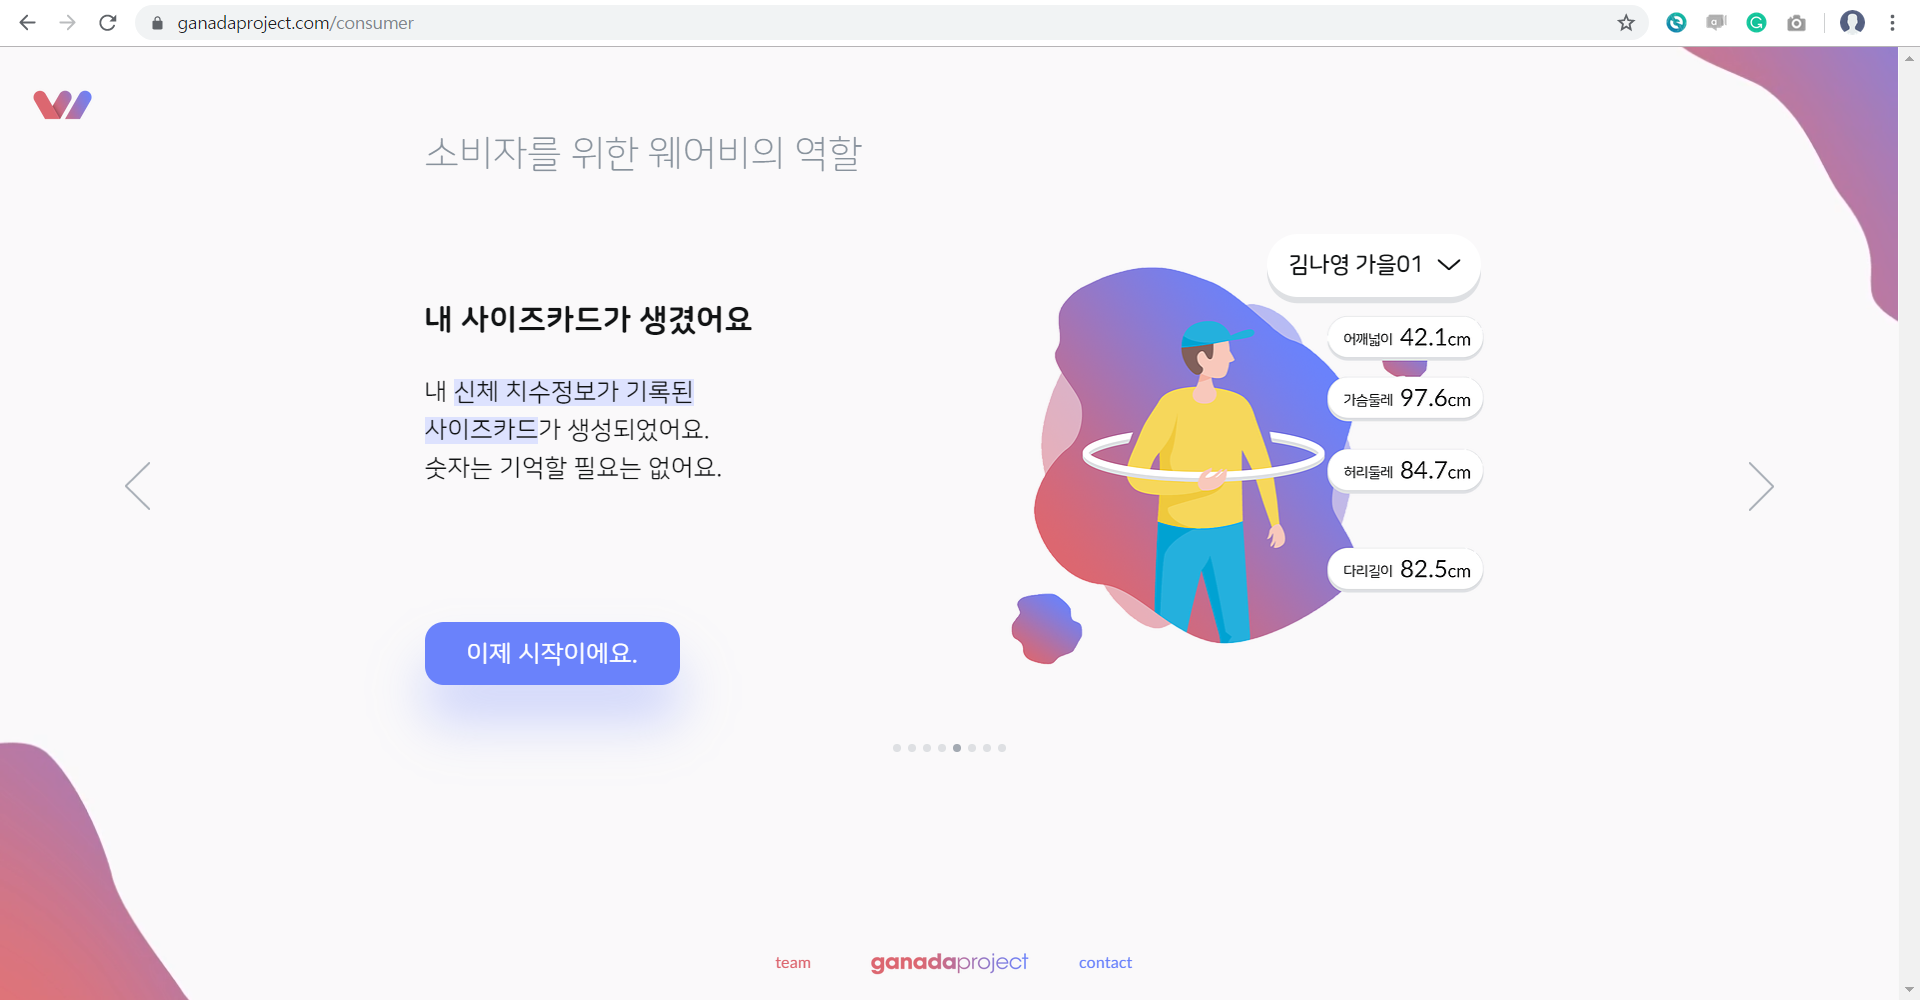 ganadaproject.com/consumer
소비자를 위한 웨어비의 역할
내 사이즈카드가 생겼어요
내 신체 치수정보가 기록된
사이즈카드가 생성되었어요.
숫자는 기억할 필요는 없어요.
이제 시작이에요.
김나영 가을01
어깨넓이 42.1cm
가슴둘레 97.6cm
허리둘레 84.7cm
다리길이 82.5cm
team
ganadaproject
contact